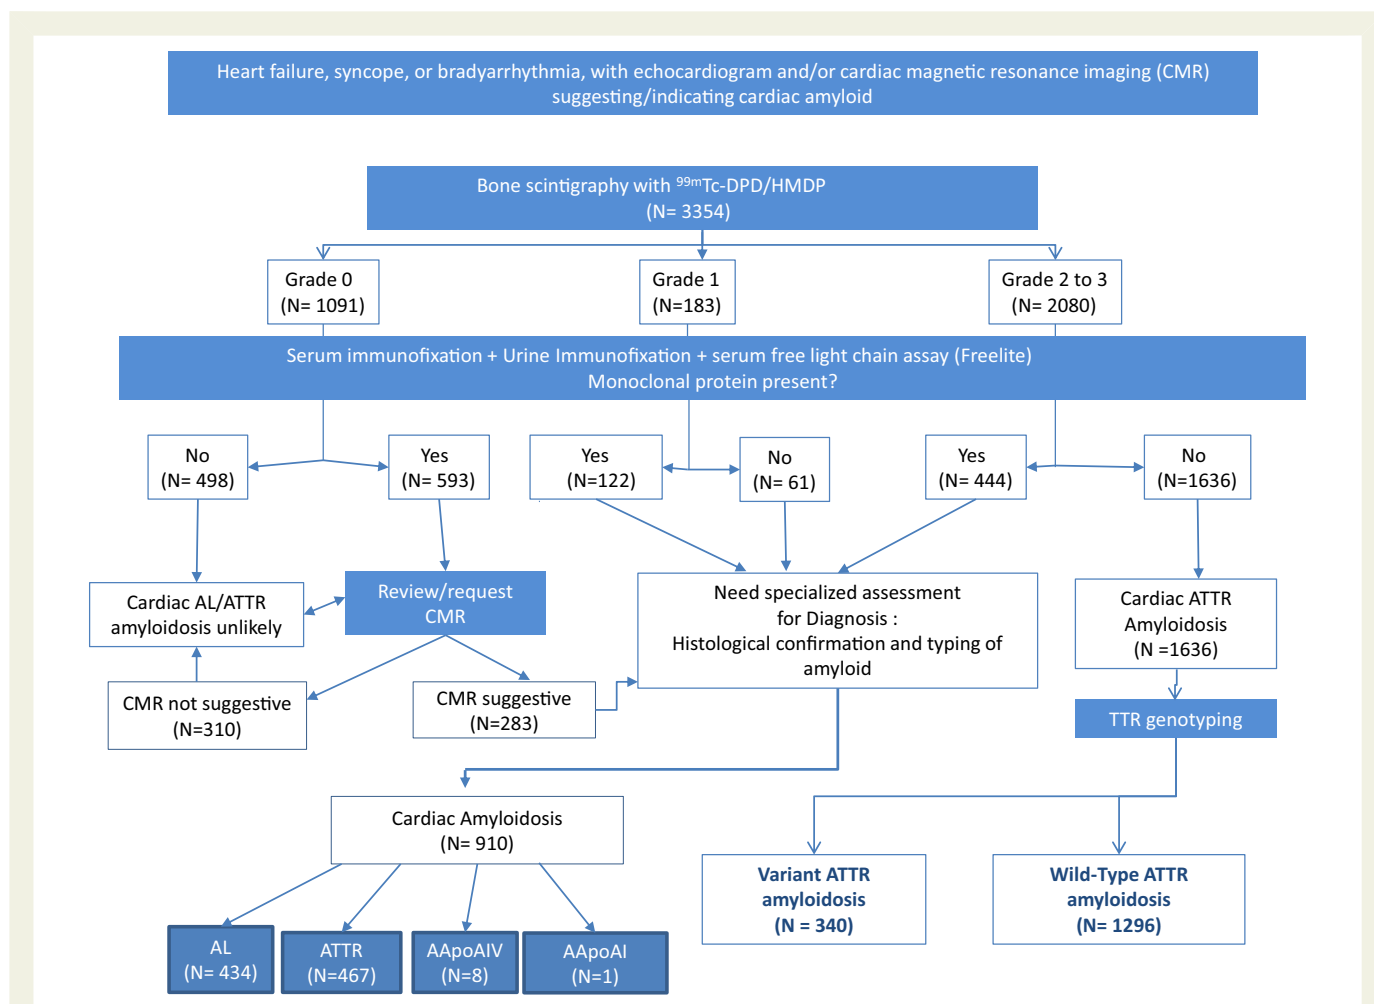 Heart failure, syncope, or bradyarrhythmia, with echocardiogram and/or cardiac magnetic resonance imaging (CMR)
suggesting/indicating cardiac amyloid
Bone scintigraphy with ⁹⁹ᵐTc-DPD/HMDP
(N= 3354)
Grade 0
(N= 1091)
Grade 1
(N=183)
Grade 2 to 3
(N= 2080)
Serum immunofixation + Urine Immunofixation + serum free light chain assay (Freelite)
Monoclonal protein present?
No
(N= 498)
Yes
(N= 593)
Yes
(N=122)
No
(N= 61)
Yes
(N= 444)
No
(N=1636)
Cardiac AL/ATTR
amyloidosis unlikely
Review/request
CMR
Need specialized assessment
for Diagnosis :
Histological confirmation and typing of
amyloid
Cardiac ATTR
Amyloidosis
(N =1636)
CMR not suggestive
(N=310)
CMR suggestive
(N=283)
TTR genotyping
Cardiac Amyloidosis
(N= 910)
Variant ATTR
amyloidosis
(N = 340)
Wild-Type ATTR
amyloidosis
(N = 1296)
AL
(N= 434)
ATTR
(N=467)
AApoAIV
(N=8)
AApoAI
(N=1)